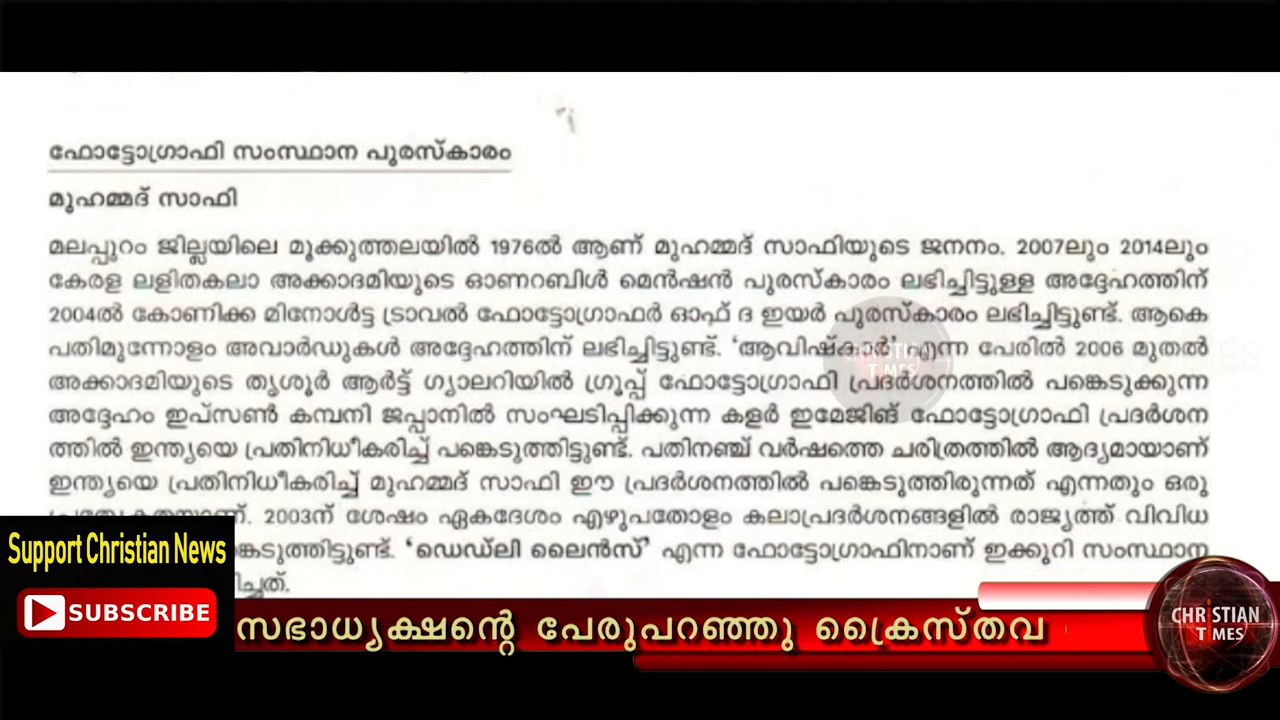 ഫോട്ടോഗ്രാഫി സംസ്ഥാന പുരസ്കാരം
മുഹമ്മദ് സാഫി
മലപ്പുറം ജില്ലയിലെ മൂക്കുത്തലയിൽ 1976ൽ ആണ് മുഹമ്മദ് സാഫിയുടെ ജനനം. 2007ലും 2014ലും
കേരള ലളിതകലാ അക്കാദമിയുടെ ഓണറബിൾ മെൻഷൻ പുരസ്കാരം ലഭിച്ചിട്ടുള്ള അദ്ദേഹത്തിന്
2004ൽ കോണിക്ക മിനോൾട്ട ട്രാവൽ ഫോട്ടോഗ്രാഫർ ഓഫ് ദ ഇയർ പുരസ്കാരം ലഭിച്ചിട്ടുണ്ട്. ആകെ
പതിമൂന്നോളം അവാർഡുകൾ അദ്ദേഹത്തിന് ലഭിച്ചിട്ടുണ്ട്. 'ആവിഷ്കാർ' എന്ന പേരിൽ 2006 മുതൽ
അക്കാദമിയുടെ തൃശൂർ ആർട്ട് ഗ്യാലറിയിൽ ഗ്രൂപ്പ് ഫോട്ടോഗ്രാഫി പ്രദർശനത്തിൽ പങ്കെടുക്കുന്ന
അദ്ദേഹം ഇപ്സൺ കമ്പനി ജപ്പാനിൽ സംഘടിപ്പിക്കുന്ന കളർ ഇമേജിങ് ഫോട്ടോഗ്രാഫി പ്രദർശന
ത്തിൽ ഇന്ത്യയെ പ്രതിനിധീകരിച്ച് പങ്കെടുത്തിട്ടുണ്ട്. പതിനഞ്ച് വർഷത്തെ ചരിത്രത്തിൽ ആദ്യമായാണ്
ഇന്ത്യയെ പ്രതിനിധീകരിച്ച് മുഹമ്മദ് സാഫി ഈ പ്രദർശനത്തിൽ പങ്കെടുത്തിരുന്നത് എന്നതും ഒരു
2003ന് ശേഷം ഏകദേശം എഴുപതോളം കലാപ്രദർശനങ്ങളിൽ രാജ്യത്ത് വിവിധ
ങ്കെടുത്തിട്ടുണ്ട്. 'ഡെഡ്ലി ലൈൻസ്' എന്ന ഫോട്ടോഗ്രാഫിനാണ് ഇക്കുറി സംസ്ഥാന
ിച്ചത്.
Support Christian News
SUBSCRIBE
സഭാധ്യക്ഷന്റെ പേരുപറഞ്ഞു ക്രൈസ്തവ
CHRiSTIAN TiMES